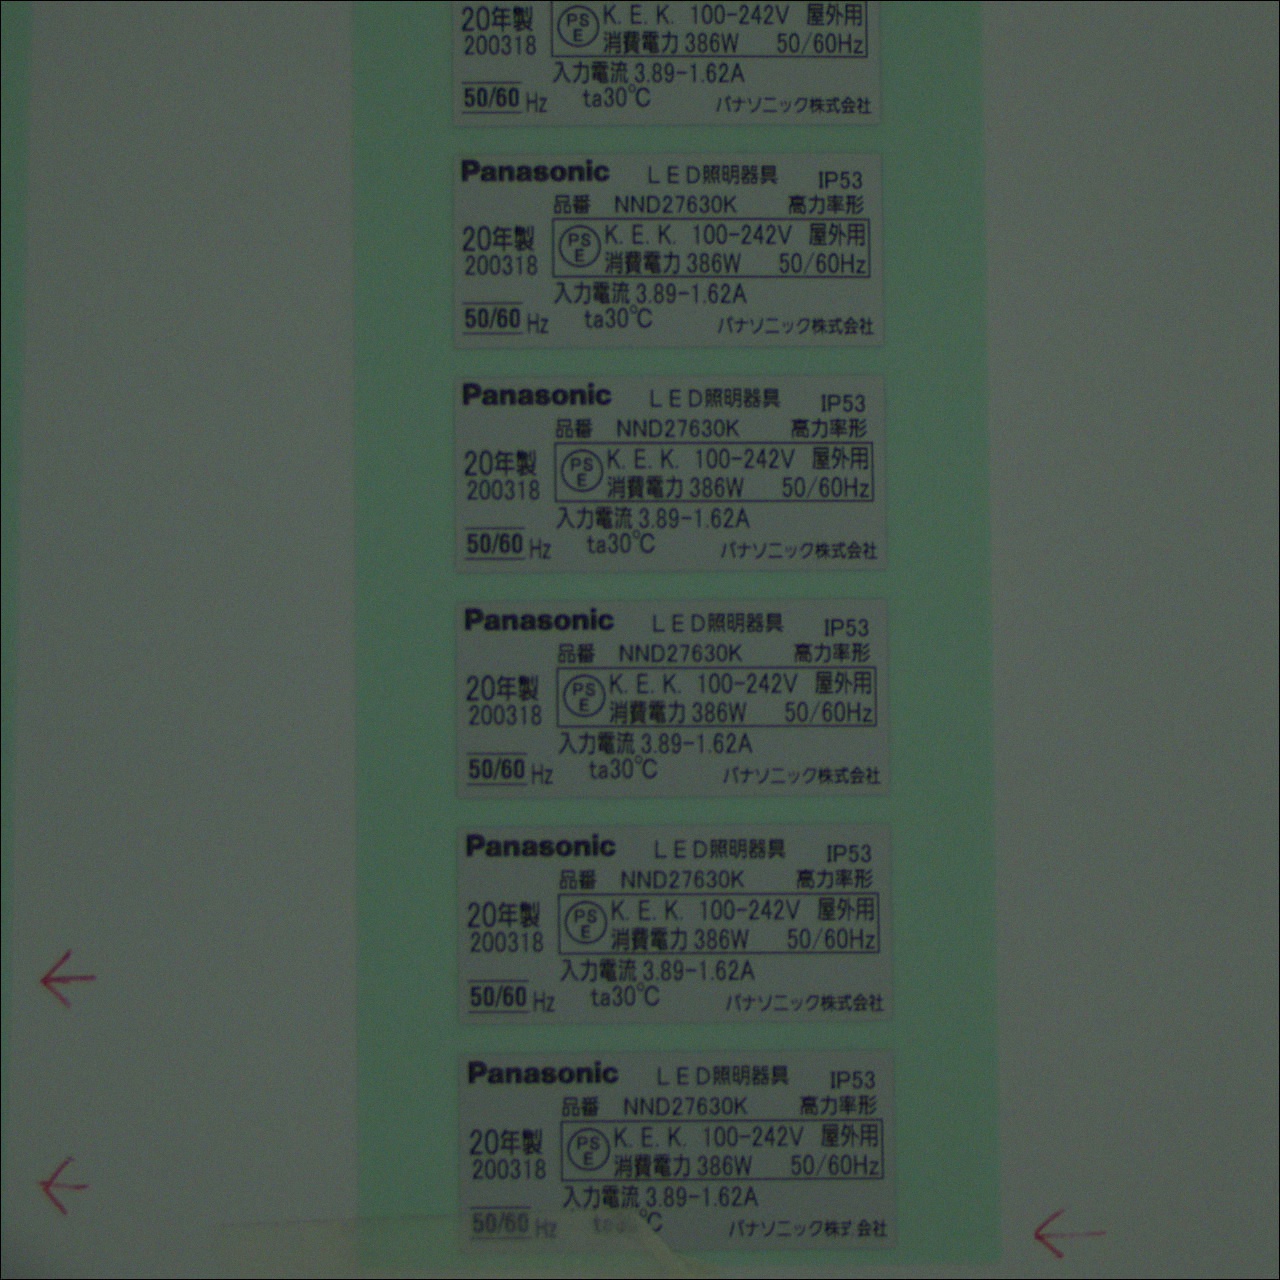 20年製 PSE K. E. K. 100-242V 屋外用
200318 消費電力 386W 50/60Hz
入力電流 3.89-1.62A
50/60 Hz ta30℃ パナソニック株式会社
Panasonic LED照明器具 IP53
品番 NND27630K 高力率形
20年製 PSE K. E. K. 100-242V 屋外用
200318 消費電力 386W 50/60Hz
入力電流 3.89-1.62A
50/60 Hz ta30℃ パナソニック株式会社
Panasonic LED照明器具 IP53
品番 NND27630K 高力率形
20年製 PSE K. E. K. 100-242V 屋外用
200318 消費電力 386W 50/60Hz
入力電流 3.89-1.62A
50/60 Hz ta30℃ パナソニック株式会社
Panasonic LED照明器具 IP53
品番 NND27630K 高力率形
20年製 PSE K. E. K. 100-242V 屋外用
200318 消費電力 386W 50/60Hz
入力電流 3.89-1.62A
50/60 Hz ta30℃ パナソニック株式会社
Panasonic LED照明器具 IP53
品番 NND27630K 高力率形
20年製 PSE K. E. K. 100-242V 屋外用
200318 消費電力 386W 50/60Hz
入力電流 3.89-1.62A
50/60 Hz ta30℃ パナソニック株式会社
Panasonic LED照明器具 IP53
品番 NND27630K 高力率形
20年製 PSE K. E. K. 100-242V 屋外用
200318 消費電力 386W 50/60Hz
入力電流 3.89-1.62A
50/60 Hz パナソニック株式会社